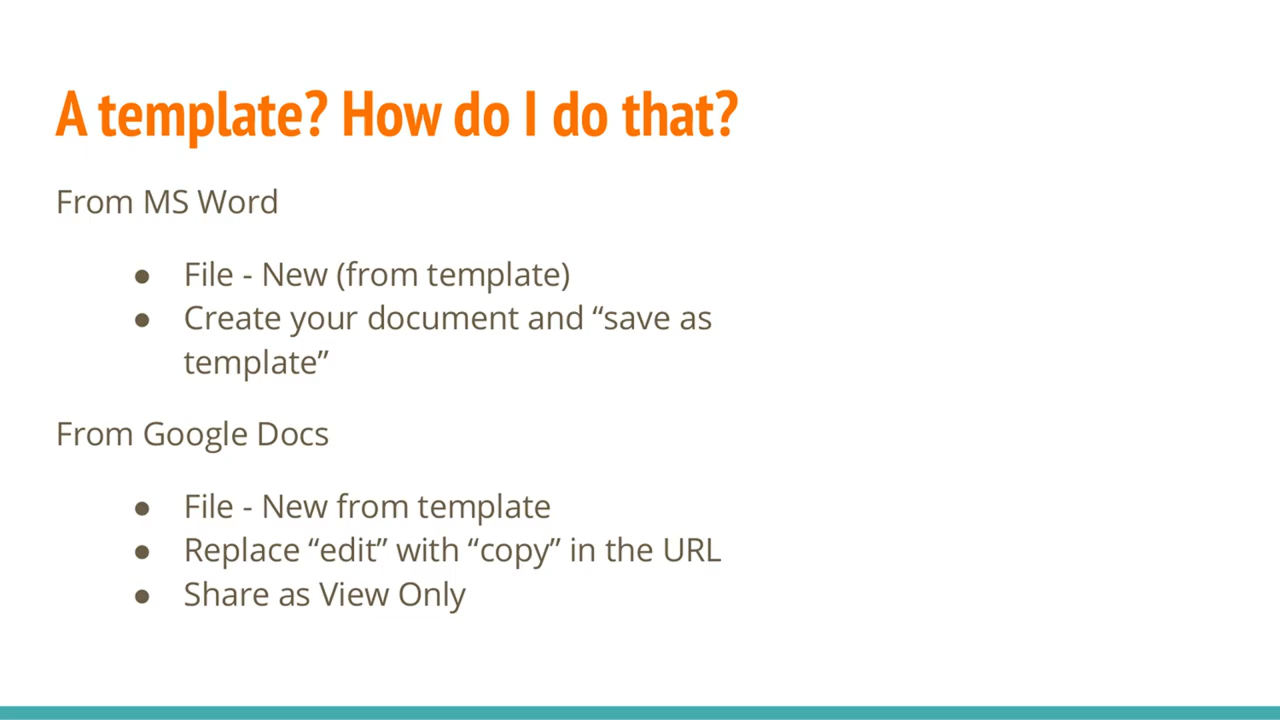 A template? How do I do that?
From MS Word
● File - New (from template)
● Create your document and “save as
template”
From Google Docs
● File - New from template
● Replace “edit” with “copy” in the URL
● Share as View Only